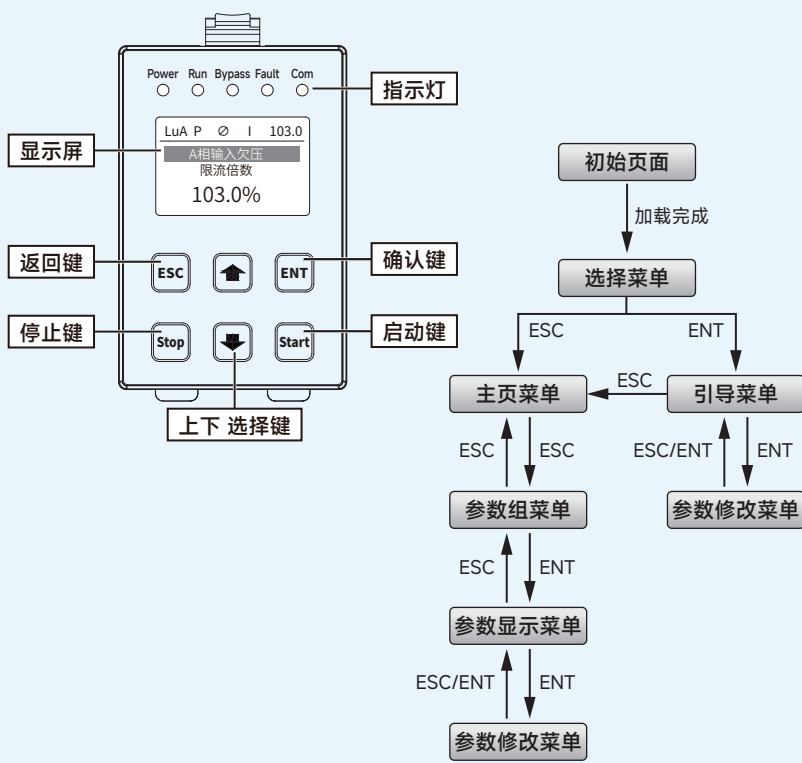 Power Run Bypass Fault Com
指示灯
LuA P ∅ I 103.0
显示屏
A相输入欠压
限流倍数
103.0%
返回键
ESC
ENT
确认键
停止键
Stop
Start
启动键
上下 选择键
初始页面
加载完成
选择菜单
ESC
ENT
主页菜单
ESC
引导菜单
ESC
ESC
ESC/ENT
ENT
参数组菜单
参数修改菜单
ESC
ENT
参数显示菜单
ESC/ENT
ENT
参数修改菜单